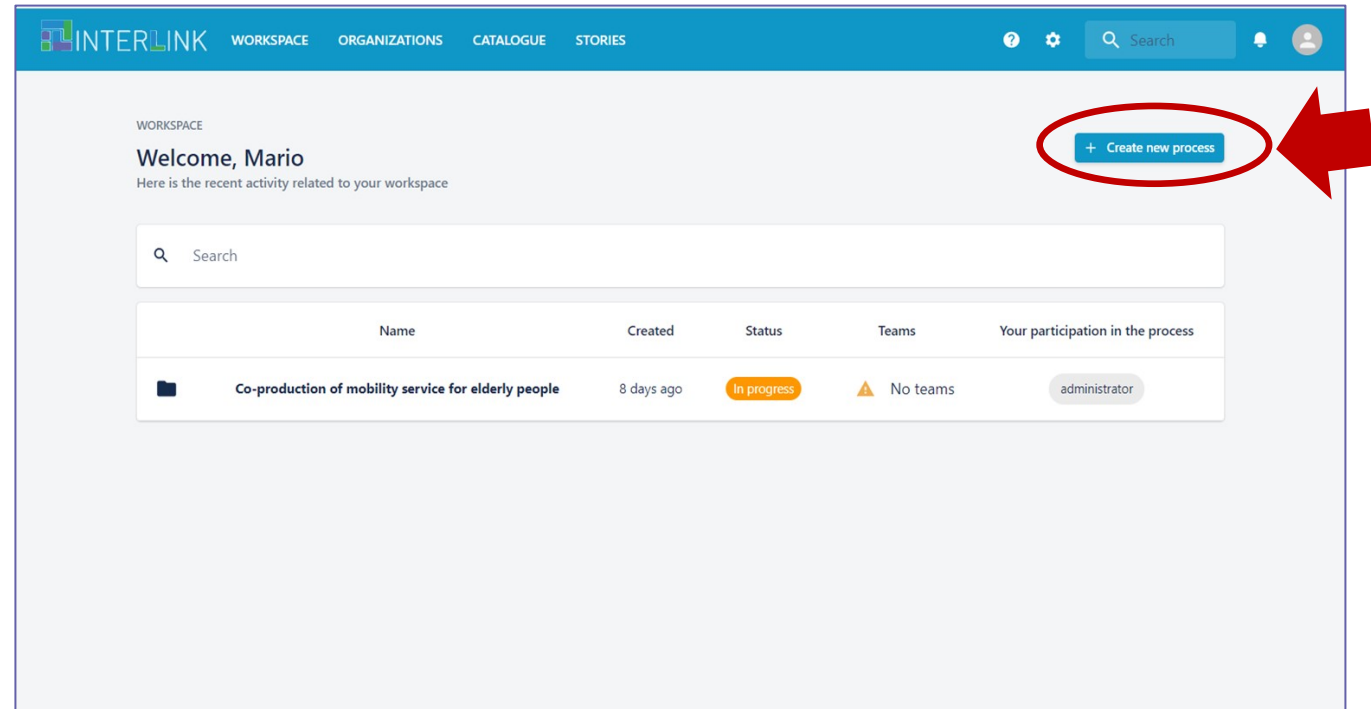 INTERLINK WORKSPACE ORGANIZATIONS CATALOGUE STORIES Search
WORKSPACE
Welcome, Mario
Here is the recent activity related to your workspace
+ Create new process
Search
Name Created Status Teams Your participation in the process
Co-production of mobility service for elderly people 8 days ago In progress No teams administrator